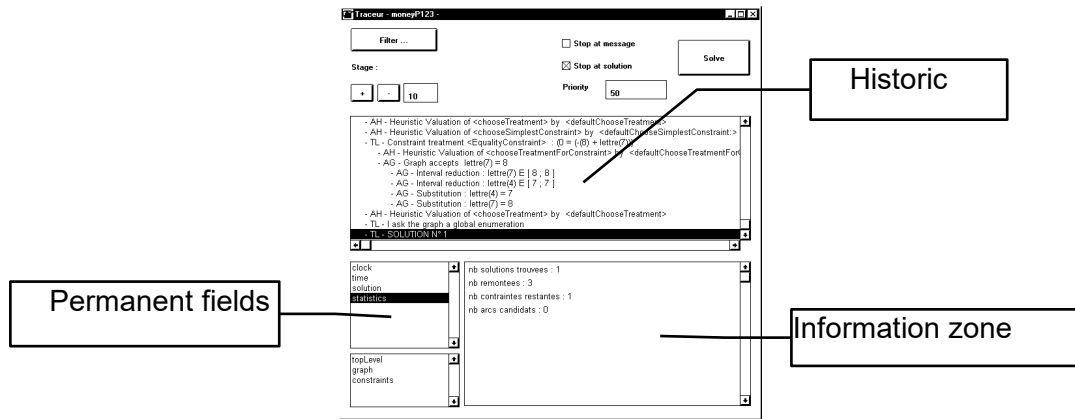 Traceur - moneyP123 -
Filter ...
Stop at message
Stop at solution
Solve
Stage :
+ - 10
Priority 50
Historic
- AH - Heuristic Valuation of <chooseTreatment> by <defaultChooseTreatment>
- AH - Heuristic Valuation of <chooseSimplestConstraint> by <defaultChooseSimplestConstraint:>
- TL - Constraint treatment <EqualityConstraint> : (0 = (-(8) + lettre(7)))
- AH - Heuristic Valuation of <chooseTreatmentForConstraint> by <defaultChooseTreatmentFor
- AG - Graph accepts lettre(7) = 8
- AG - Interval reduction : lettre(7) E [ 8 ; 8 ]
- AG - Interval reduction : lettre(4) E [ 7 ; 7 ]
- AG - Substitution : lettre(4) = 7
- AG - Substitution : lettre(7) = 8
- AH - Heuristic Valuation of <chooseTreatment> by <defaultChooseTreatment>
- TL - I ask the graph a global enumeration
- TL - SOLUTION N° 1
Permanent fields
clock
time
solution
statistics
topLevel
graph
constraints
nb solutions trouvees : 1
nb remontees : 3
nb contraintes restantes : 1
nb arcs candidats : 0
Information zone